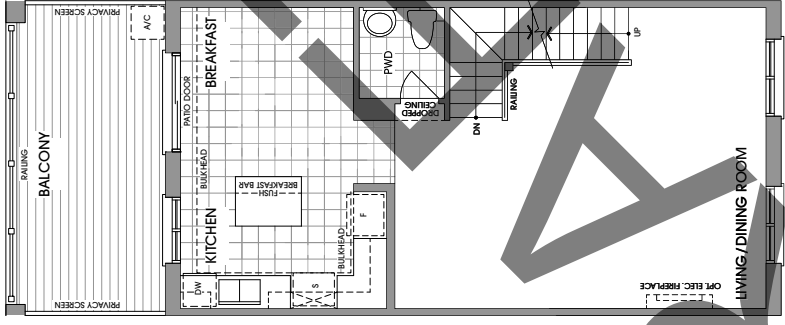 PRIVACY SCREEN
A/C
BREAKFAST
PATIO DOOR
PWD
DROPPED
CEILING
UP
RAILING
DN
RAILING
BALCONY
BULKHEAD
FLUSH
BREAKFAST BAR
KITCHEN
F
BULKHEAD
DW
S
LIVING/DINING ROOM
OPT. ELEC. FIREPLACE
PRIVACY SCREEN